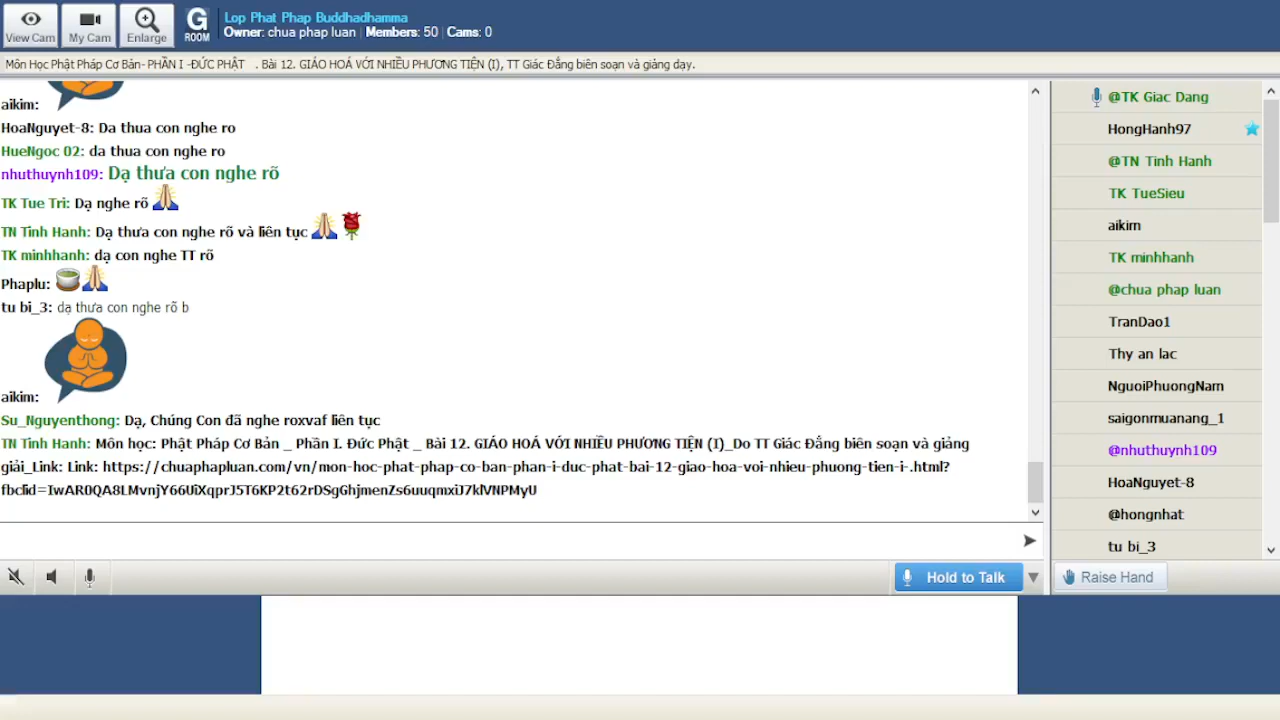 View Cam
My Cam
Enlarge
G
ROOM
Lop Phat Phap Buddhadhamma
Owner: chua phap luan | Members: 50 | Cams: 0
Môn Học Phật Pháp Cơ Bản- PHẦN I -ĐỨC PHẬT . Bài 12. GIÁO HOÁ VỚI NHIỀU PHƯƠNG TIỆN (I), TT Giác Đẳng biên soạn và giảng dạy.
aikim:
HoaNguyet-8: Da thua con nghe ro
HueNgoc 02: da thua con nghe ro
nhuthuynh109: Dạ thưa con nghe rõ
TK Tue Tri: Dạ nghe rõ
TN Tinh Hanh: Dạ thưa con nghe rõ và liên tục
TK minhhanh: dạ con nghe TT rõ
Phaplu:
tu bi_3: dạ thưa con nghe rõ b
aikim:
Su_Nguyenthong: Dạ, Chúng Con đã nghe roxvaf liên tục
TN Tinh Hanh: Môn học: Phật Pháp Cơ Bản _ Phần I. Đức Phật _ Bài 12. GIÁO HOÁ VỚI NHIỀU PHƯƠNG TIỆN (I)_Do TT Giác Đẳng biên soạn và giảng
giải_Link: Link: https://chuaphapluan.com/vn/mon-hoc-phat-phap-co-ban-phan-i-duc-phat-bai-12-giao-hoa-voi-nhieu-phuong-tien-i-.html?
fbclid=IwAR0QA8LMvnjY66UiXqprJ5T6KP2t62rDSgGhjmenZs6uuqmxiJ7klVNPMyU
@TK Giac Dang
HongHanh97
@TN Tinh Hanh
TK TueSieu
aikim
TK minhhanh
@chua phap luan
TranDao1
Thy an lac
NguoiPhuongNam
saigonmuanang_1
@nhuthuynh109
HoaNguyet-8
@hongnhat
tu bi_3
Hold to Talk
Raise Hand